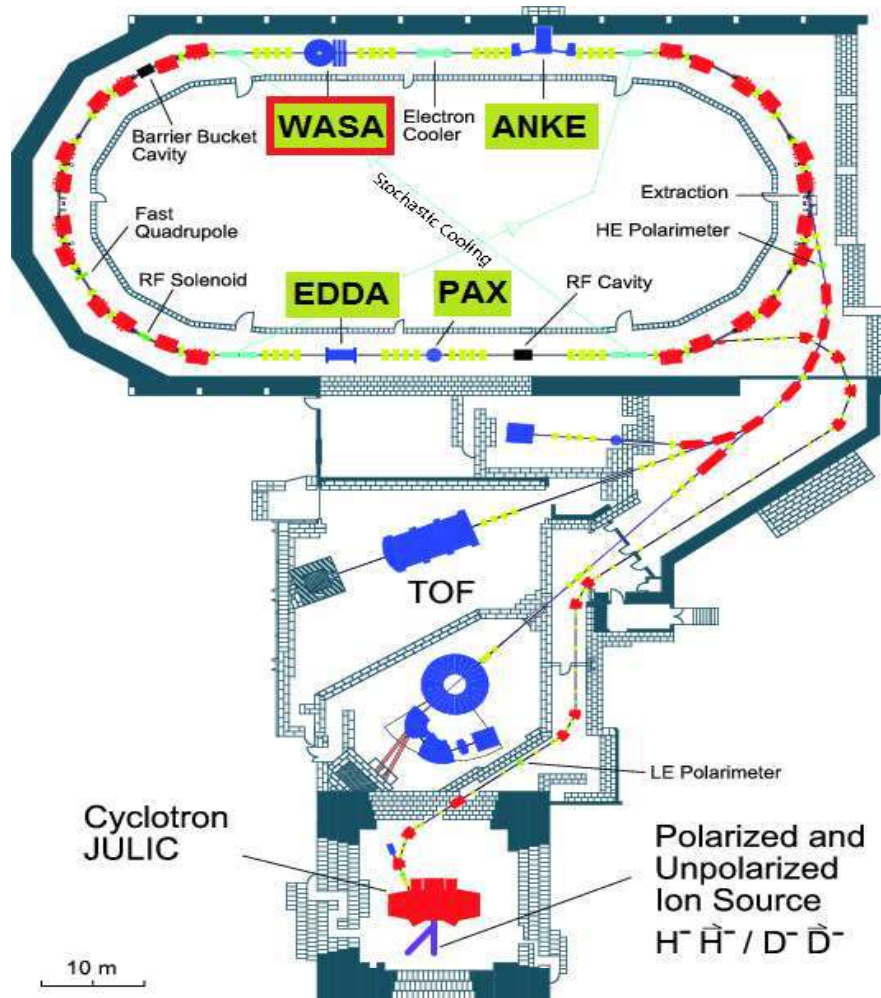 WASA
Electron
Cooler
ANKE
Barrier Bucket
Cavity
Stochastic Cooling
Extraction
Fast
Quadrupole
HE Polarimeter
RF Solenoid
EDDA
PAX
RF Cavity
TOF
LE Polarimeter
Cyclotron
JULIC
Polarized and
Unpolarized
Ion Source
H⁻ H⃗⁻ / D⁻ D⃗⁻
10 m